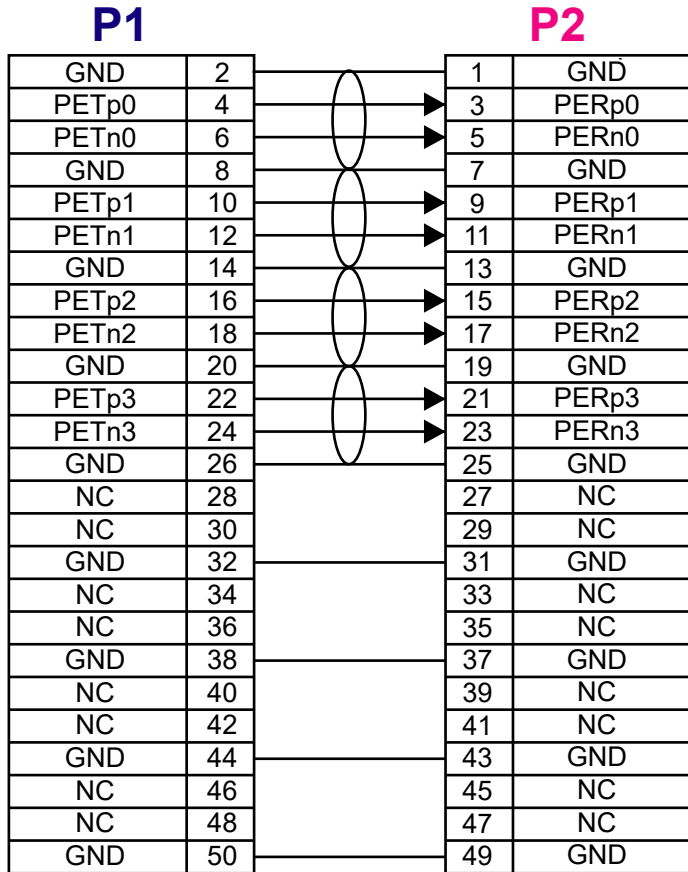 P1 P2
GND 2 1 GND
PETp0 4 3 PERp0
PETn0 6 5 PERn0
GND 8 7 GND
PETp1 10 9 PERp1
PETn1 12 11 PERn1
GND 14 13 GND
PETp2 16 15 PERp2
PETn2 18 17 PERn2
GND 20 19 GND
PETp3 22 21 PERp3
PETn3 24 23 PERn3
GND 26 25 GND
NC 28 27 NC
NC 30 29 NC
GND 32 31 GND
NC 34 33 NC
NC 36 35 NC
GND 38 37 GND
NC 40 39 NC
NC 42 41 NC
GND 44 43 GND
NC 46 45 NC
NC 48 47 NC
GND 50 49 GND